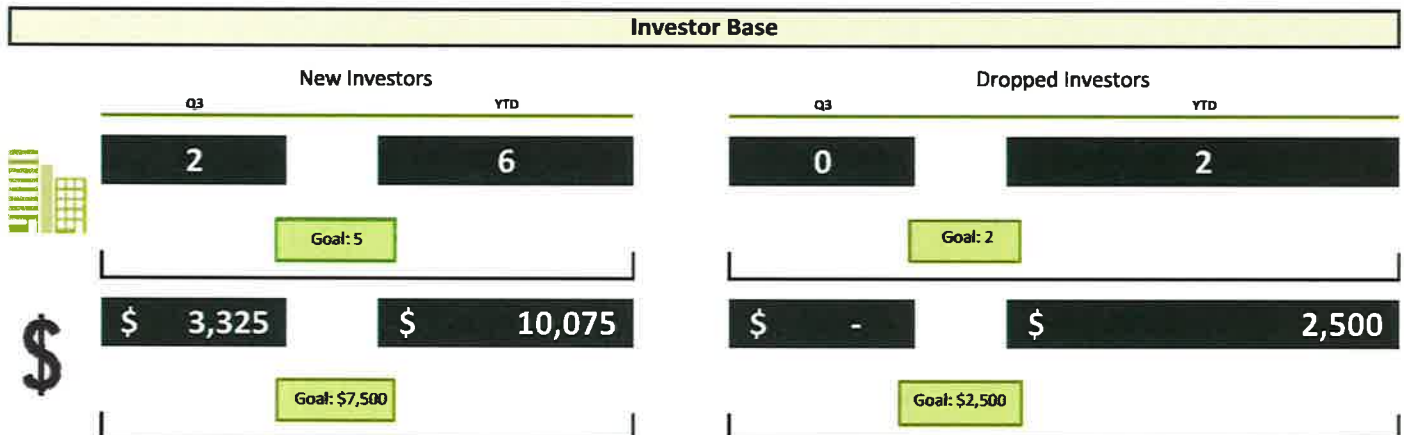 Investor Base
New Investors
Dropped Investors
Q3 YTD
Q3 YTD
2 6
0 2
Goal: 5
Goal: 2
$ 3,325 $ 10,075
$ - $ 2,500
Goal: $7,500
Goal: $2,500